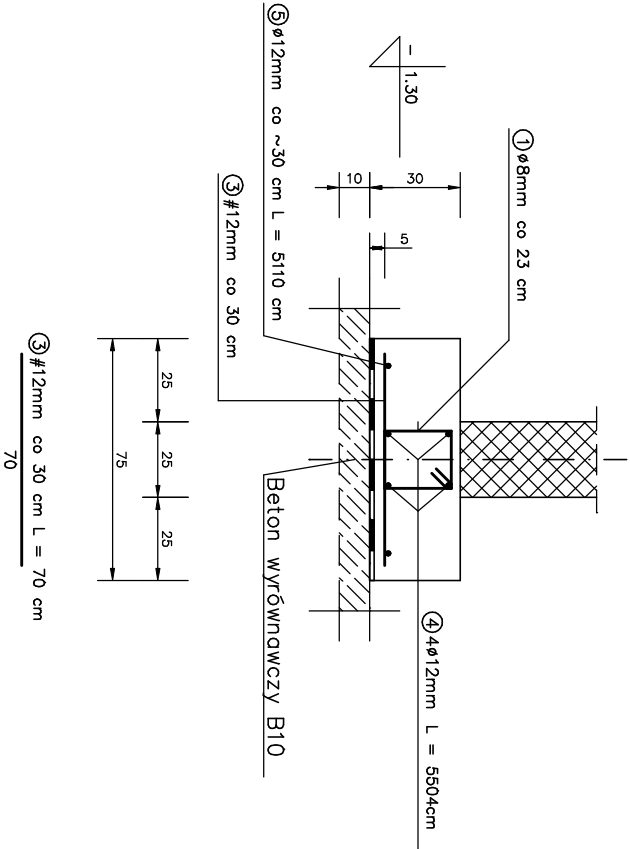 ⑤ø12mm co ~30 cm L = 5110 cm
-
1.30
①ø8mm co 23 cm
10
30
5
③#12mm co 30 cm
③#12mm co 30 cm L = 70 cm
70
25
25
25
75
Beton wyrównawczy B10
④4ø12mm L = 5504cm